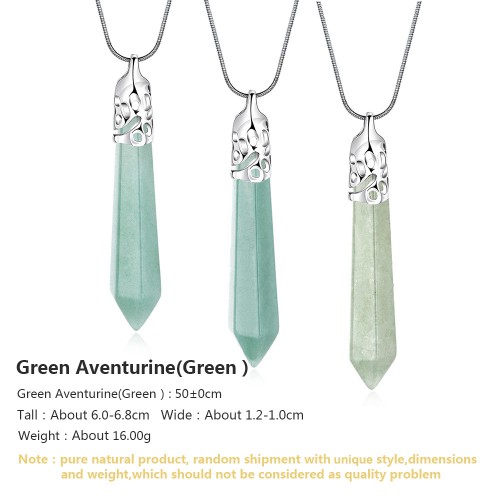 Green Aventurine(Green )
Green Aventurine(Green ) : 50±0cm
Tall : About 6.0-6.8cm Wide : About 1.2-1.0cm
Weight : About 16.00g
Note : pure natural product, random shipment with unique style,dimensions
and weight,which should not be considered as quality problem